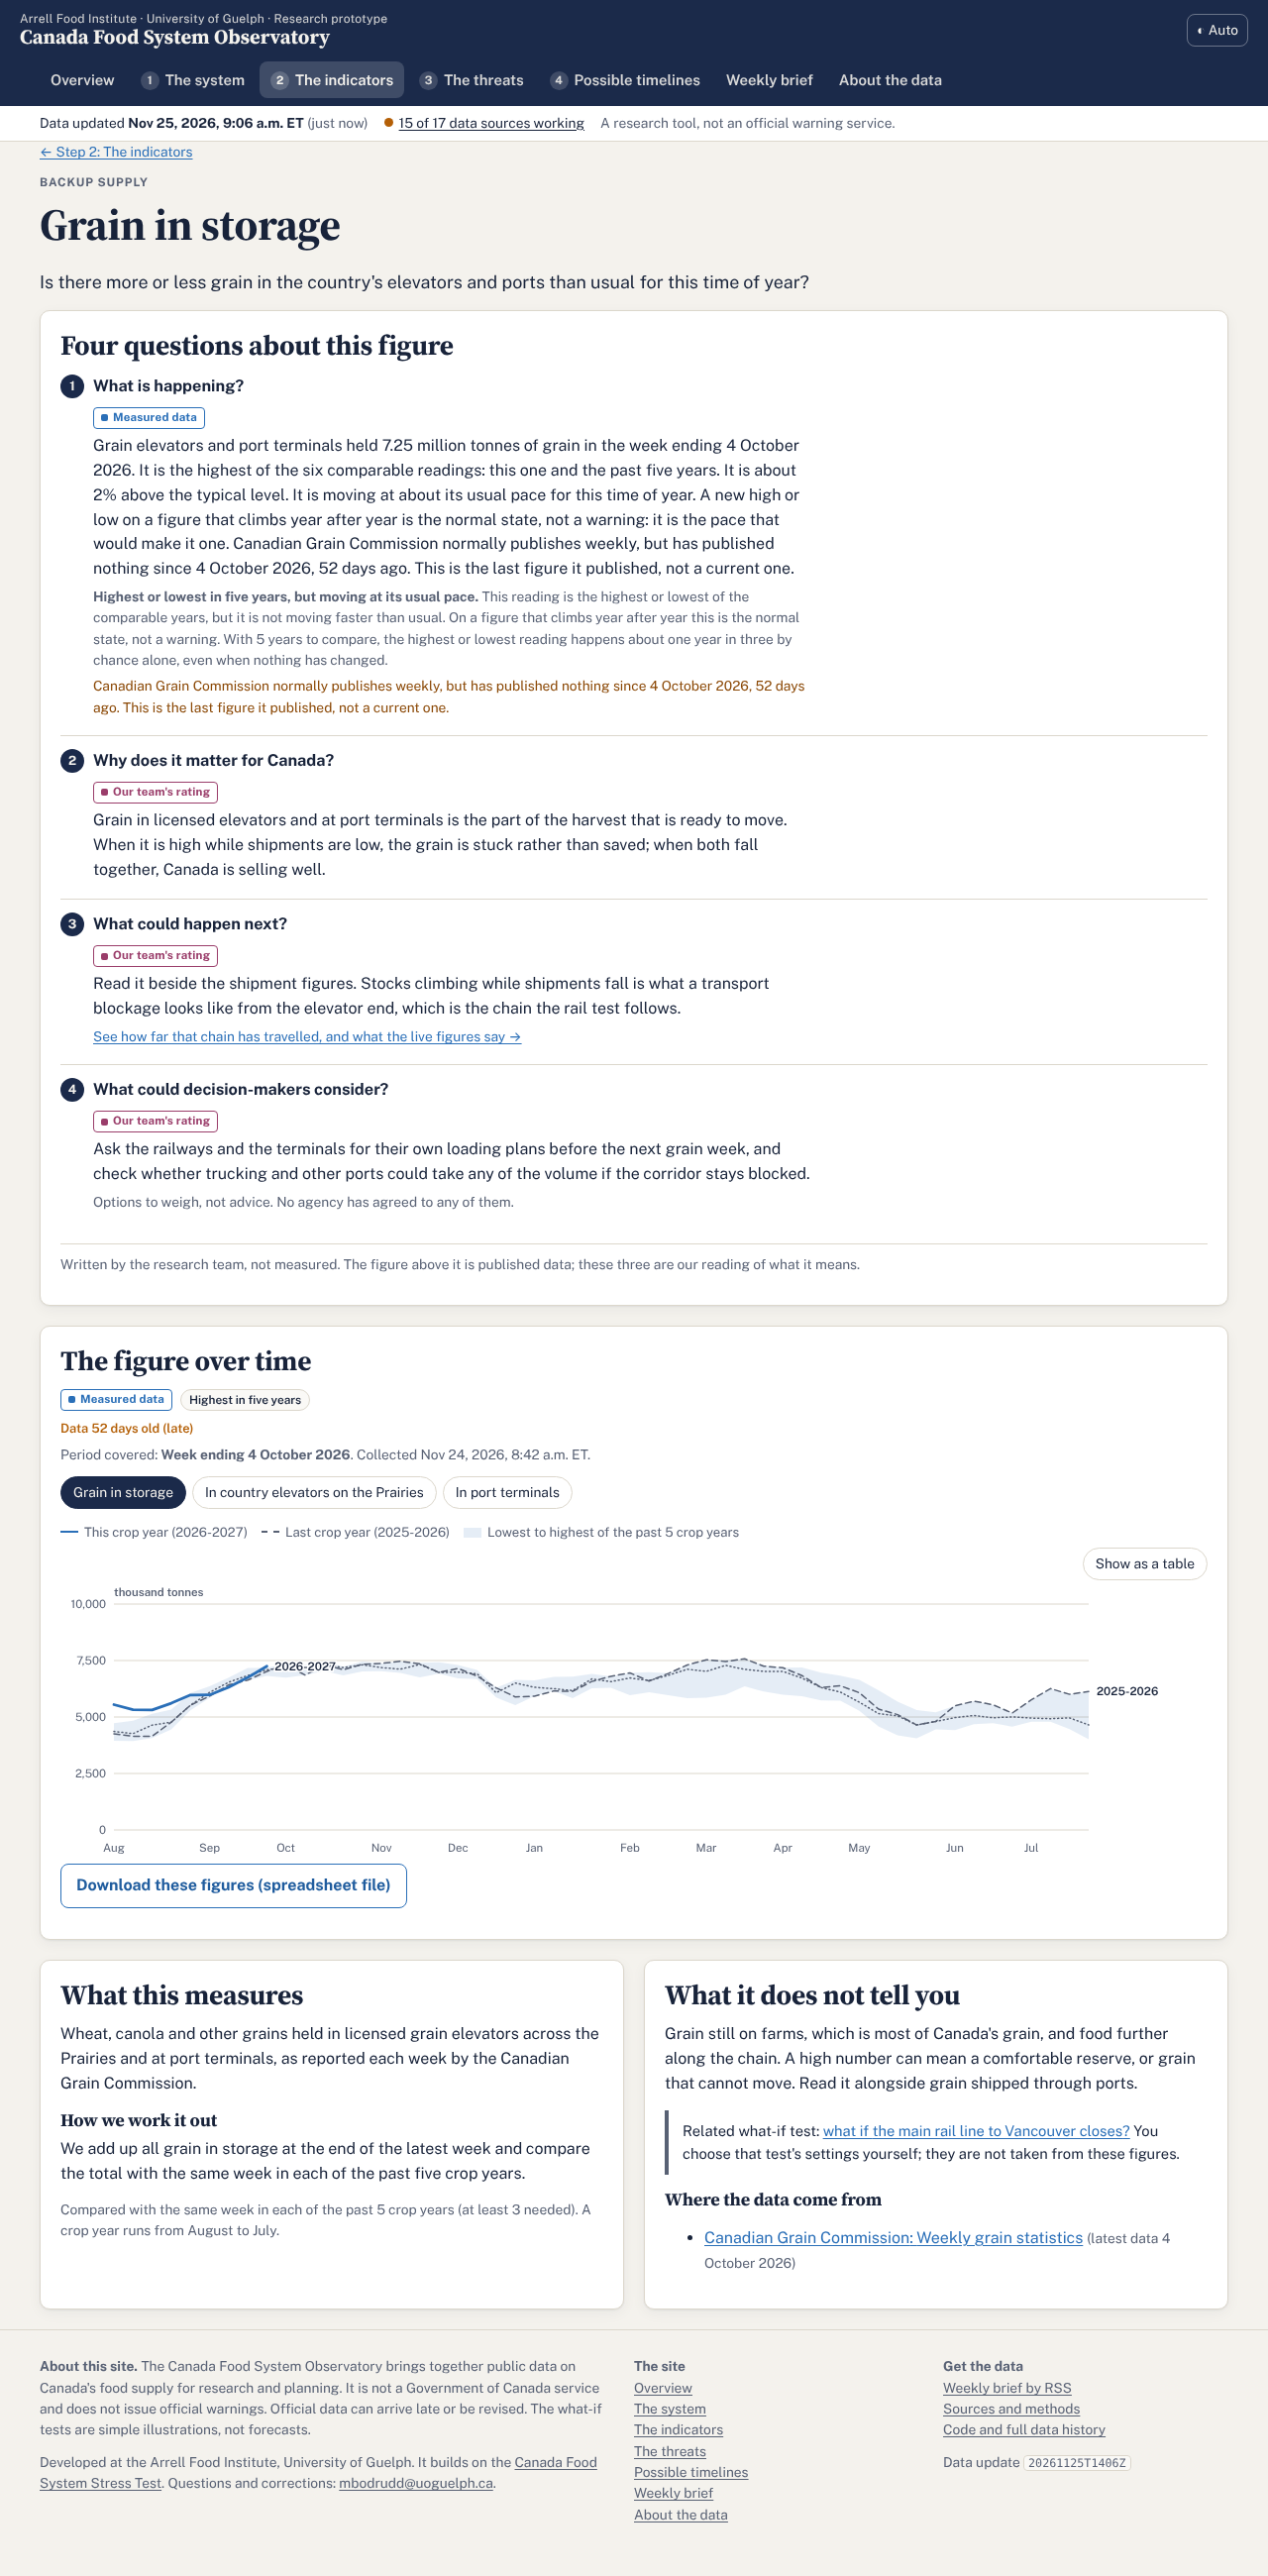 Arrell Food Institute · University of Guelph · Research prototype
Canada Food System Observatory
Auto
Overview
1 The system
2 The indicators
3 The threats
4 Possible timelines
Weekly brief
About the data
Data updated Nov 25, 2026, 9:06 a.m. ET (just now)
15 of 17 data sources working
A research tool, not an official warning service.
← Step 2: The indicators
BACKUP SUPPLY
Grain in storage
Is there more or less grain in the country's elevators and ports than usual for this time of year?
Four questions about this figure
1 What is happening?
Measured data
Grain elevators and port terminals held 7.25 million tonnes of grain in the week ending 4 October
2026. It is the highest of the six comparable readings: this one and the past five years. It is about
2% above the typical level. It is moving at about its usual pace for this time of year. A new high or
low on a figure that climbs year after year is the normal state, not a warning: it is the pace that
would make it one. Canadian Grain Commission normally publishes weekly, but has published
nothing since 4 October 2026, 52 days ago. This is the last figure it published, not a current one.
Highest or lowest in five years, but moving at its usual pace. This reading is the highest or lowest of the
comparable years, but it is not moving faster than usual. On a figure that climbs year after year this is the normal
state, not a warning. With 5 years to compare, the highest or lowest reading happens about one year in three by
chance alone, even when nothing has changed.
Canadian Grain Commission normally publishes weekly, but has published nothing since 4 October 2026, 52 days
ago. This is the last figure it published, not a current one.
2 Why does it matter for Canada?
Our team's rating
Grain in licensed elevators and at port terminals is the part of the harvest that is ready to move.
When it is high while shipments are low, the grain is stuck rather than saved; when both fall
together, Canada is selling well.
3 What could happen next?
Our team's rating
Read it beside the shipment figures. Stocks climbing while shipments fall is what a transport
blockage looks like from the elevator end, which is the chain the rail test follows.
See how far that chain has travelled, and what the live figures say →
4 What could decision-makers consider?
Our team's rating
Ask the railways and the terminals for their own loading plans before the next grain week, and
check whether trucking and other ports could take any of the volume if the corridor stays blocked.
Options to weigh, not advice. No agency has agreed to any of them.
Written by the research team, not measured. The figure above it is published data; these three are our reading of what it means.
The figure over time
Measured data
Highest in five years
Data 52 days old (late)
Period covered: Week ending 4 October 2026. Collected Nov 24, 2026, 8:42 a.m. ET.
Grain in storage
In country elevators on the Prairies
In port terminals
This crop year (2026-2027)
Last crop year (2025-2026)
Lowest to highest of the past 5 crop years
Show as a table
thousand tonnes
10,000
7,500
5,000
2,500
0
2026-2027
2025-2026
Aug
Sep
Oct
Nov
Dec
Jan
Feb
Mar
Apr
May
Jun
Jul
Download these figures (spreadsheet file)
What this measures
Wheat, canola and other grains held in licensed grain elevators across the
Prairies and at port terminals, as reported each week by the Canadian
Grain Commission.
How we work it out
We add up all grain in storage at the end of the latest week and compare
the total with the same week in each of the past five crop years.
Compared with the same week in each of the past 5 crop years (at least 3 needed). A
crop year runs from August to July.
What it does not tell you
Grain still on farms, which is most of Canada's grain, and food further
along the chain. A high number can mean a comfortable reserve, or grain
that cannot move. Read it alongside grain shipped through ports.
Related what-if test: what if the main rail line to Vancouver closes? You
choose that test's settings yourself; they are not taken from these figures.
Where the data come from
Canadian Grain Commission: Weekly grain statistics (latest data 4
October 2026)
About this site. The Canada Food System Observatory brings together public data on
Canada's food supply for research and planning. It is not a Government of Canada service
and does not issue official warnings. Official data can arrive late or be revised. The what-if
tests are simple illustrations, not forecasts.
Developed at the Arrell Food Institute, University of Guelph. It builds on the Canada Food
System Stress Test. Questions and corrections: mbodrudd@uoguelph.ca.
The site
Overview
The system
The indicators
The threats
Possible timelines
Weekly brief
About the data
Get the data
Weekly brief by RSS
Sources and methods
Code and full data history
Data update 20261125T1406Z